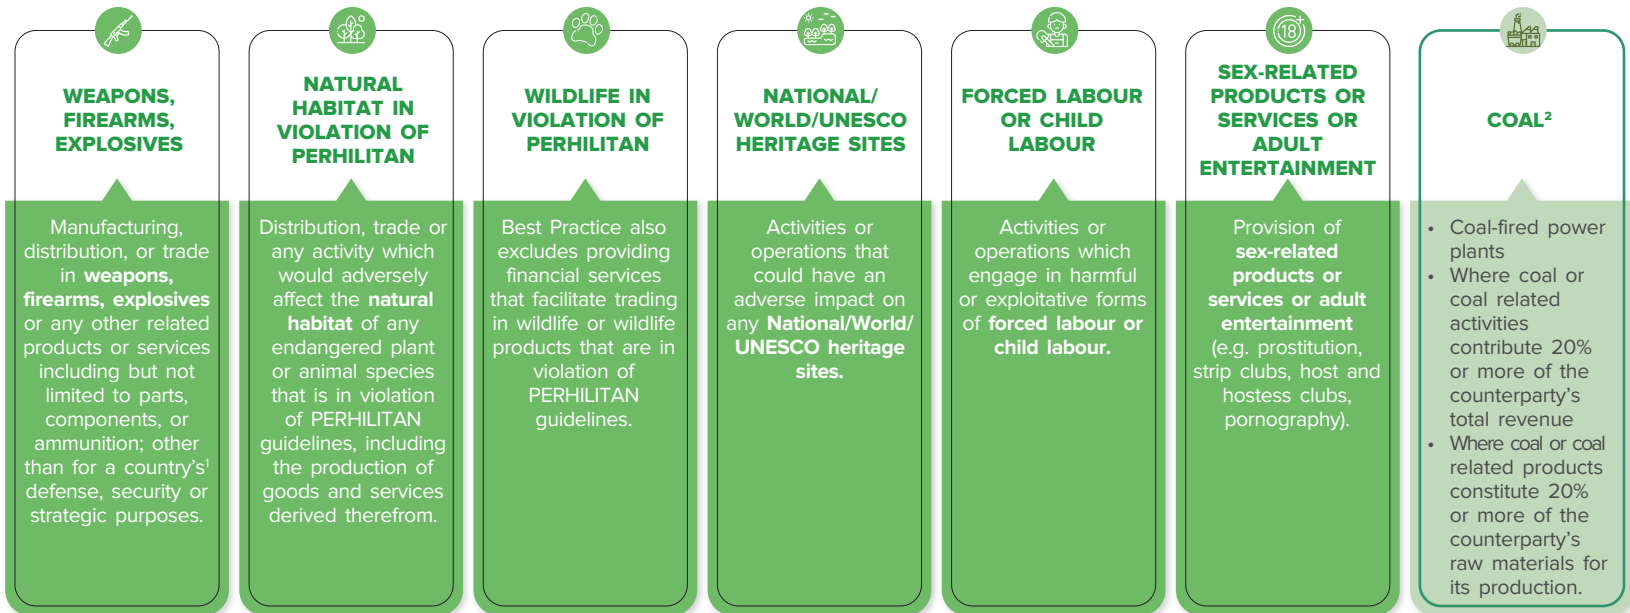 WEAPONS,
FIREARMS,
EXPLOSIVES
Manufacturing,
distribution, or trade
in weapons,
firearms, explosives
or any other related
products or services
including but not
limited to parts,
components, or
ammunition; other
than for a country's¹
defense, security or
strategic purposes.
NATURAL
HABITAT IN
VIOLATION OF
PERHILITAN
Distribution, trade or
any activity which
would adversely
affect the natural
habitat of any
endangered plant
or animal species
that is in violation
of PERHILITAN
guidelines, including
the production of
goods and services
derived therefrom.
WILDLIFE IN
VIOLATION OF
PERHILITAN
Best Practice also
excludes providing
financial services
that facilitate trading
in wildlife or wildlife
products that are in
violation of
PERHILITAN
guidelines.
NATIONAL/
WORLD/UNESCO
HERITAGE SITES
Activities or
operations that
could have an
adverse impact on
any National/World/
UNESCO heritage
sites.
FORCED LABOUR
OR CHILD
LABOUR
Activities or
operations which
engage in harmful
or exploitative forms
of forced labour or
child labour.
18+
SEX-RELATED
PRODUCTS OR
SERVICES OR
ADULT
ENTERTAINMENT
Provision of
sex-related
products or
services or adult
entertainment
(e.g. prostitution,
strip clubs, host and
hostess clubs,
pornography).
COAL²
• Coal-fired power
plants
• Where coal or
coal related
activities
contribute 20%
or more of the
counterparty's
total revenue
• Where coal or coal
related products
constitute 20%
or more of the
counterparty's
raw materials for
its production.